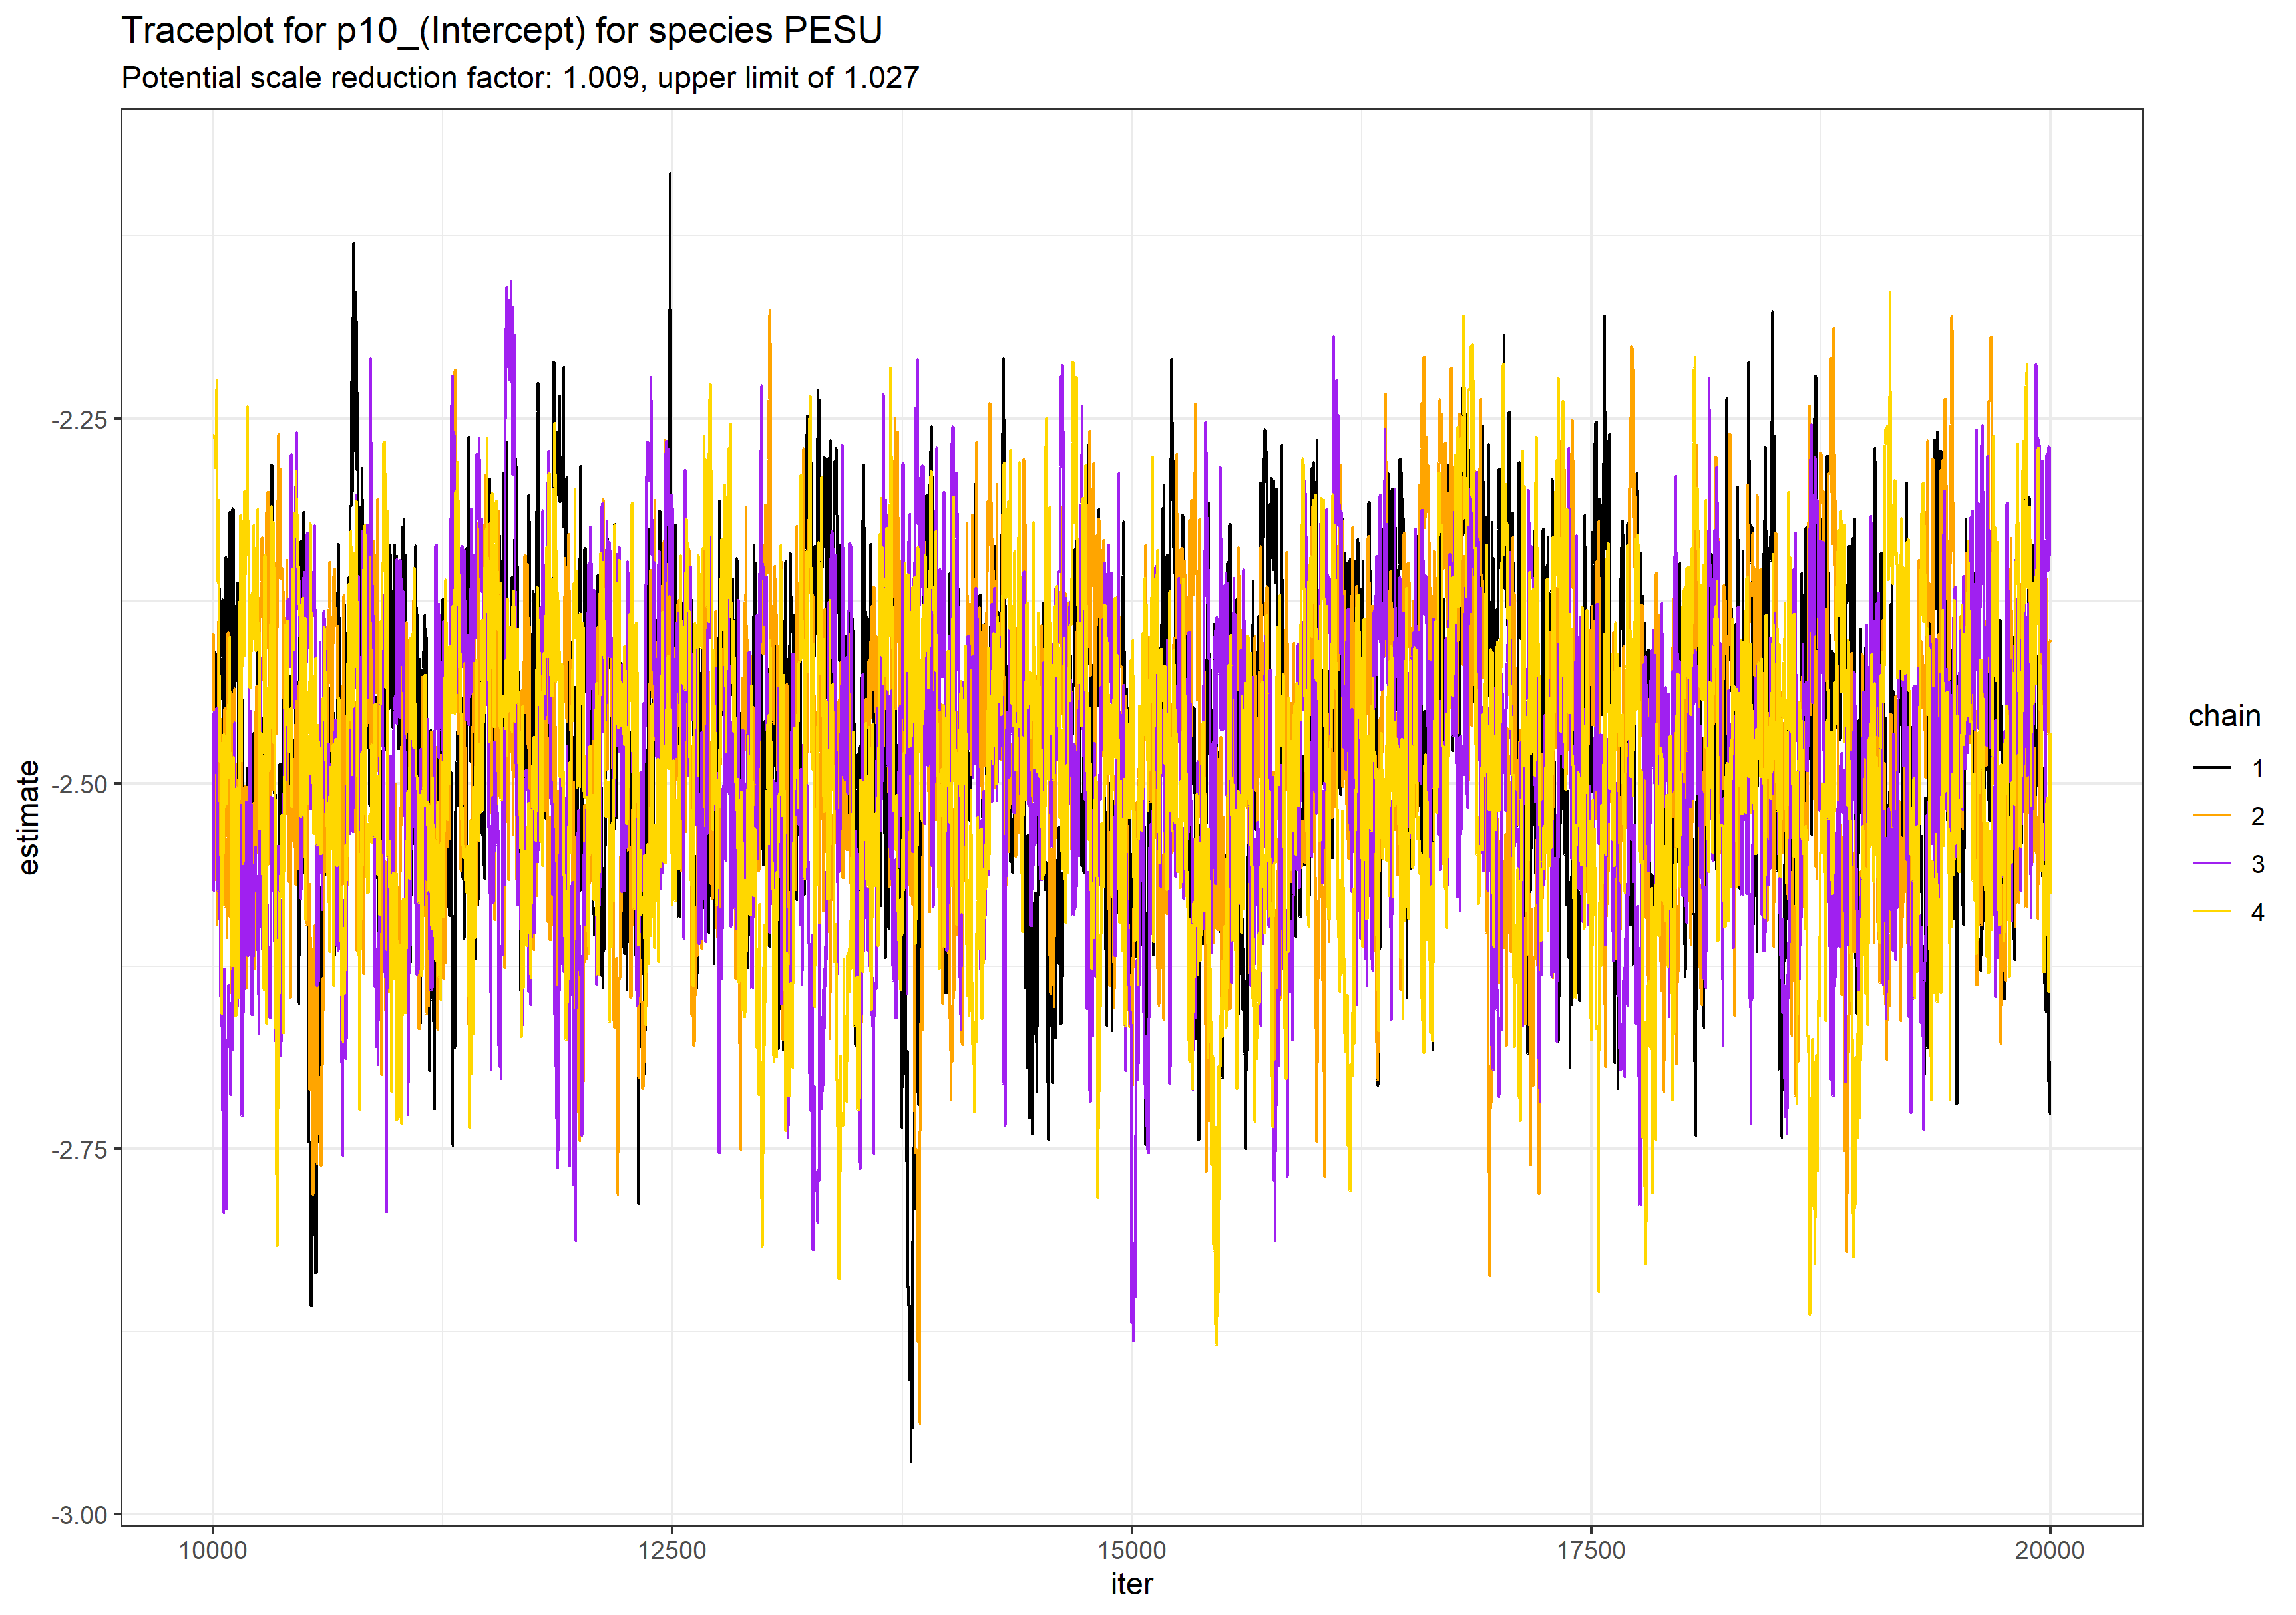 Traceplot for p10_(Intercept) for species PESU
Potential scale reduction factor: 1.009, upper limit of 1.027
-2.25
-2.50
-2.75
-3.00
estimate
10000
12500
15000
17500
20000
iter
chain
1
2
3
4